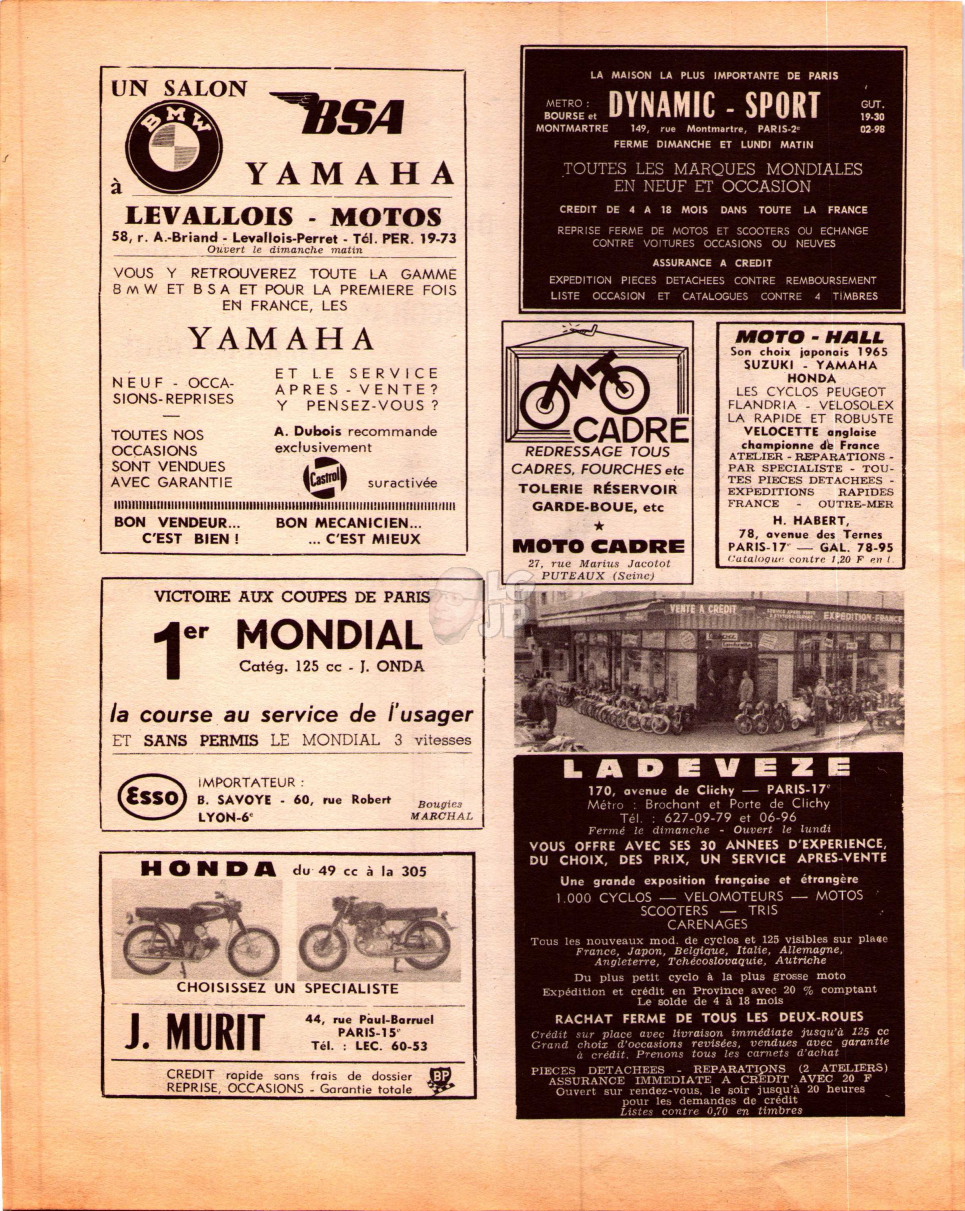 UN SALON
BMW
BSA
YAMAHA
à
LEVALLOIS - MOTOS
58, r. A.-Briand - Levallois-Perret - Tél. PER. 19-73
Ouvert le dimanche matin
VOUS Y RETROUVEREZ TOUTE LA GAMME
BMW ET BSA ET POUR LA PREMIERE FOIS
EN FRANCE, LES
YAMAHA
NEUF - OCCA-
SIONS-REPRISES
—
TOUTES NOS
OCCASIONS
SONT VENDUES
AVEC GARANTIE
ET LE SERVICE
APRES - VENTE?
Y PENSEZ-VOUS ?
A. Dubois recommande
exclusivement
Castrol
suractivée
BON VENDEUR...
C'EST BIEN !
BON MECANICIEN...
... C'EST MIEUX
LA MAISON LA PLUS IMPORTANTE DE PARIS
METRO :
BOURSE et
MONTMARTRE
DYNAMIC - SPORT
149, rue Montmartre, PARIS-2e
GUT.
19-30
02-98
FERME DIMANCHE ET LUNDI MATIN
TOUTES LES MARQUES MONDIALES
EN NEUF ET OCCASION
CREDIT DE 4 A 18 MOIS DANS TOUTE LA FRANCE
REPRISE FERME DE MOTOS ET SCOOTERS OU ECHANGE
CONTRE VOITURES OCCASIONS OU NEUVES
ASSURANCE A CREDIT
EXPEDITION PIECES DETACHEES CONTRE REMBOURSEMENT
LISTE OCCASION ET CATALOGUES CONTRE 4 TIMBRES
OMTO
CADRE
REDRESSAGE TOUS
CADRES, FOURCHES etc
TOLERIE RÉSERVOIR
GARDE-BOUE, etc
★
MOTO CADRE
27, rue Marius Jacotot
PUTEAUX (Seine)
MOTO - HALL
Son choix japonais 1965
SUZUKI - YAMAHA
HONDA
LES CYCLOS PEUGEOT
FLANDRIA - VELOSOLEX
LA RAPIDE ET ROBUSTE
VELOCETTE anglaise
championne de France
ATELIER - REPARATIONS -
PAR SPECIALISTE - TOU-
TES PIECES DETACHEES -
EXPEDITIONS RAPIDES
FRANCE - OUTRE-MER
H. HABERT,
78, avenue des Ternes
PARIS-17e — GAL. 78-95
Catalogue contre 1,20 F en t.
VICTOIRE AUX COUPES DE PARIS
1er MONDIAL
Catég. 125 cc - J. ONDA
la course au service de l'usager
ET SANS PERMIS LE MONDIAL 3 vitesses
Esso
IMPORTATEUR :
B. SAVOYE - 60, rue Robert
LYON-6e
Bougies
MARCHAL
LG
JP
VENTE A CREDIT
EXPEDITION-FRANCE
LADEVEZE
170, avenue de Clichy — PARIS-17e
Métro : Brochant et Porte de Clichy
Tél. : 627-09-79 et 06-96
Fermé le dimanche - Ouvert le lundi
VOUS OFFRE AVEC SES 30 ANNEES D'EXPERIENCE,
DU CHOIX, DES PRIX, UN SERVICE APRES-VENTE
Une grande exposition française et étrangère
1.000 CYCLOS — VELOMOTEURS — MOTOS
SCOOTERS — TRIS
CARENAGES
Tous les nouveaux mod. de cyclos et 125 visibles sur place
France, Japon, Belgique, Italie, Allemagne,
Angleterre, Tchécoslovaquie, Autriche
Du plus petit cyclo à la plus grosse moto
Expédition et crédit en Province avec 20 % comptant
Le solde de 4 à 18 mois
RACHAT FERME DE TOUS LES DEUX-ROUES
Crédit sur place avec livraison immédiate jusqu'à 125 cc
Grand choix d'occasions revisées, vendues avec garantie
à crédit. Prenons tous les carnets d'achat
PIECES DETACHEES - REPARATIONS (2 ATELIERS)
ASSURANCE IMMEDIATE A CRÉDIT AVEC 20 F
Ouvert sur rendez-vous, le soir jusqu'à 20 heures
pour les demandes de crédit
Listes contre 0,70 en timbres
HONDA du 49 cc à la 305
CHOISISSEZ UN SPECIALISTE
J. MURIT
44, rue Paul-Barruel
PARIS-15e
Tél. : LEC. 60-53
CREDIT rapide sans frais de dossier
REPRISE, OCCASIONS - Garantie totale
BP